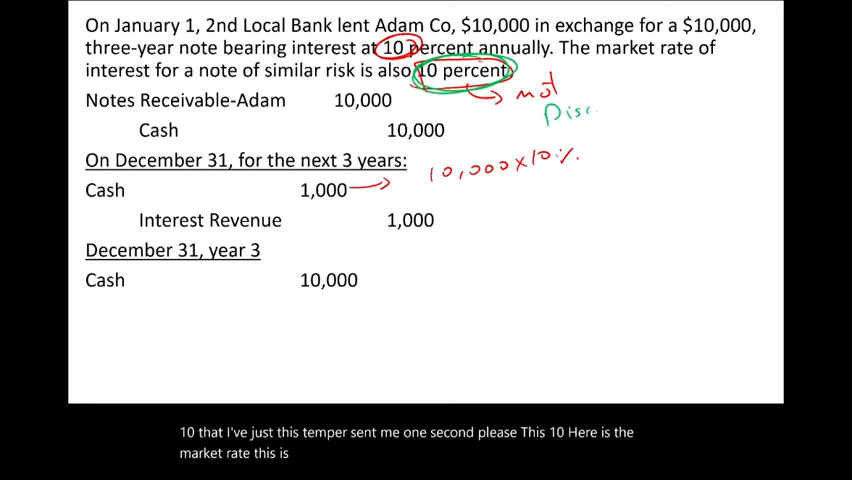 On January 1, 2nd Local Bank lent Adam Co, $10,000 in exchange for a $10,000,
three-year note bearing interest at 10 percent annually. The market rate of
interest for a note of similar risk is also 10 percent.
not
Notes Receivable-Adam 10,000
Disc
Cash 10,000
On December 31, for the next 3 years:
10,000 x 10%
Cash 1,000
Interest Revenue 1,000
December 31, year 3
Cash 10,000
10 that I've just this temper sent me one second please This 10 Here is the
market rate this is